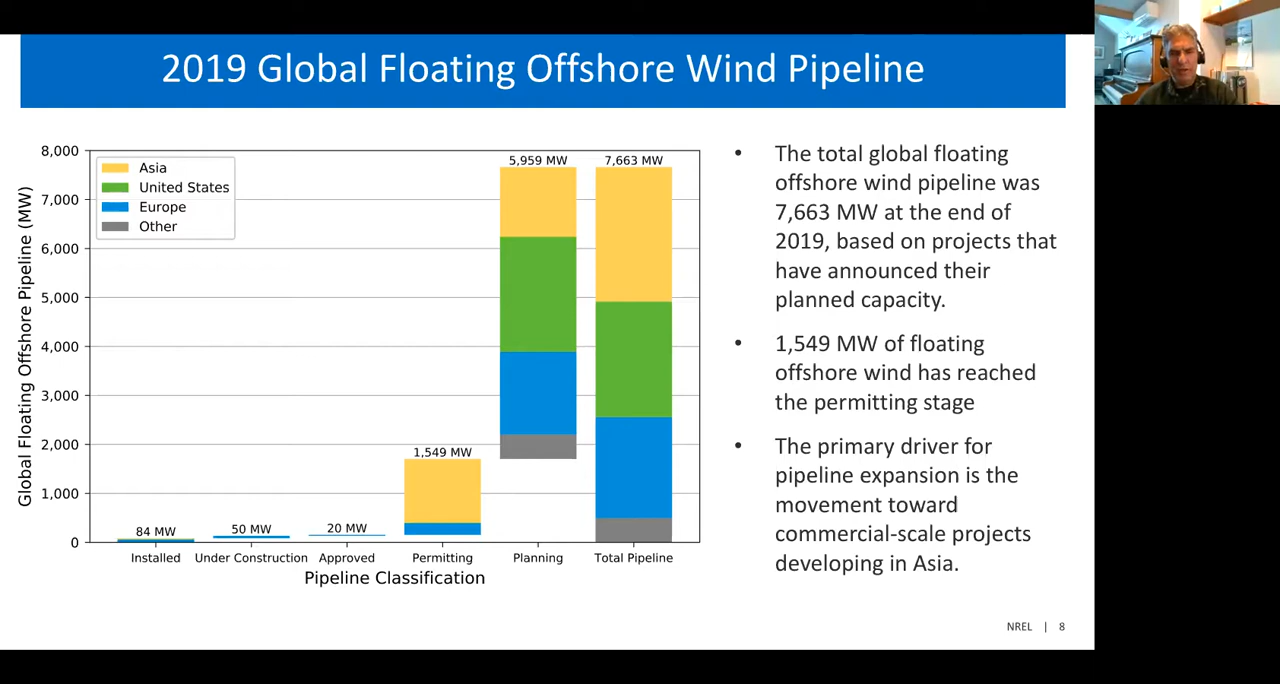 2019 Global Floating Offshore Wind Pipeline
8,000
7,000
6,000
5,000
4,000
3,000
2,000
1,000
0
Global Floating Offshore Pipeline (MW)
Asia
United States
Europe
Other
84 MW
50 MW
20 MW
1,549 MW
5,959 MW
7,663 MW
Installed
Under Construction
Approved
Permitting
Planning
Total Pipeline
Pipeline Classification
• The total global floating
offshore wind pipeline was
7,663 MW at the end of
2019, based on projects that
have announced their
planned capacity.
• 1,549 MW of floating
offshore wind has reached
the permitting stage
• The primary driver for
pipeline expansion is the
movement toward
commercial-scale projects
developing in Asia.
NREL | 8